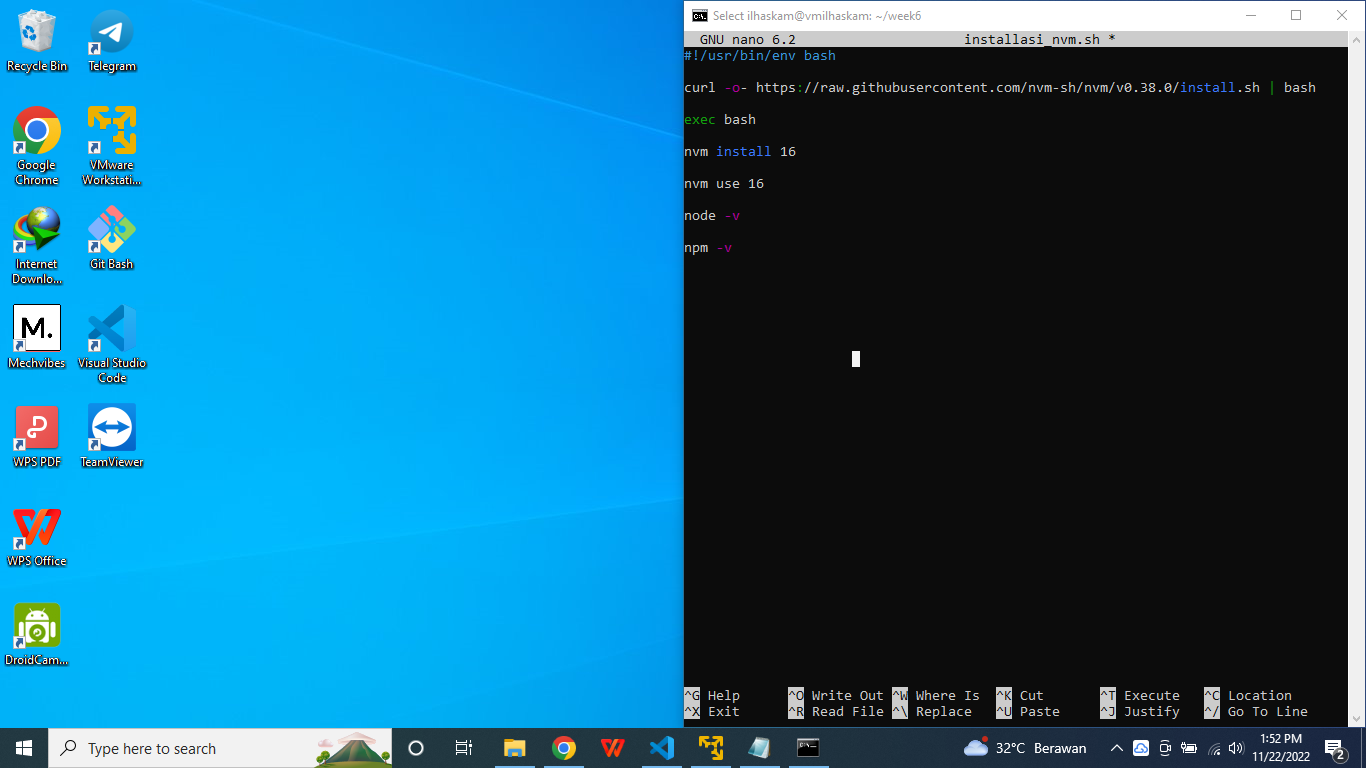 Recycle Bin
Telegram
Google Chrome
VMware Workstati...
Internet Downlo...
Git Bash
M.
Mechvibes
Visual Studio Code
WPS PDF
TeamViewer
WPS Office
DroidCam...
Select ilhaskam@vmilhaskam: ~/week6
GNU nano 6.2 installasi_nvm.sh *
#!/usr/bin/env bash
curl -o- https://raw.githubusercontent.com/nvm-sh/nvm/v0.38.0/install.sh | bash
exec bash
nvm install 16
nvm use 16
node -v
npm -v
^G Help ^O Write Out ^W Where Is ^K Cut ^T Execute ^C Location
^X Exit ^R Read File ^\ Replace ^U Paste ^J Justify ^/ Go To Line
Type here to search
32°C Berawan
1:52 PM
11/22/2022
2